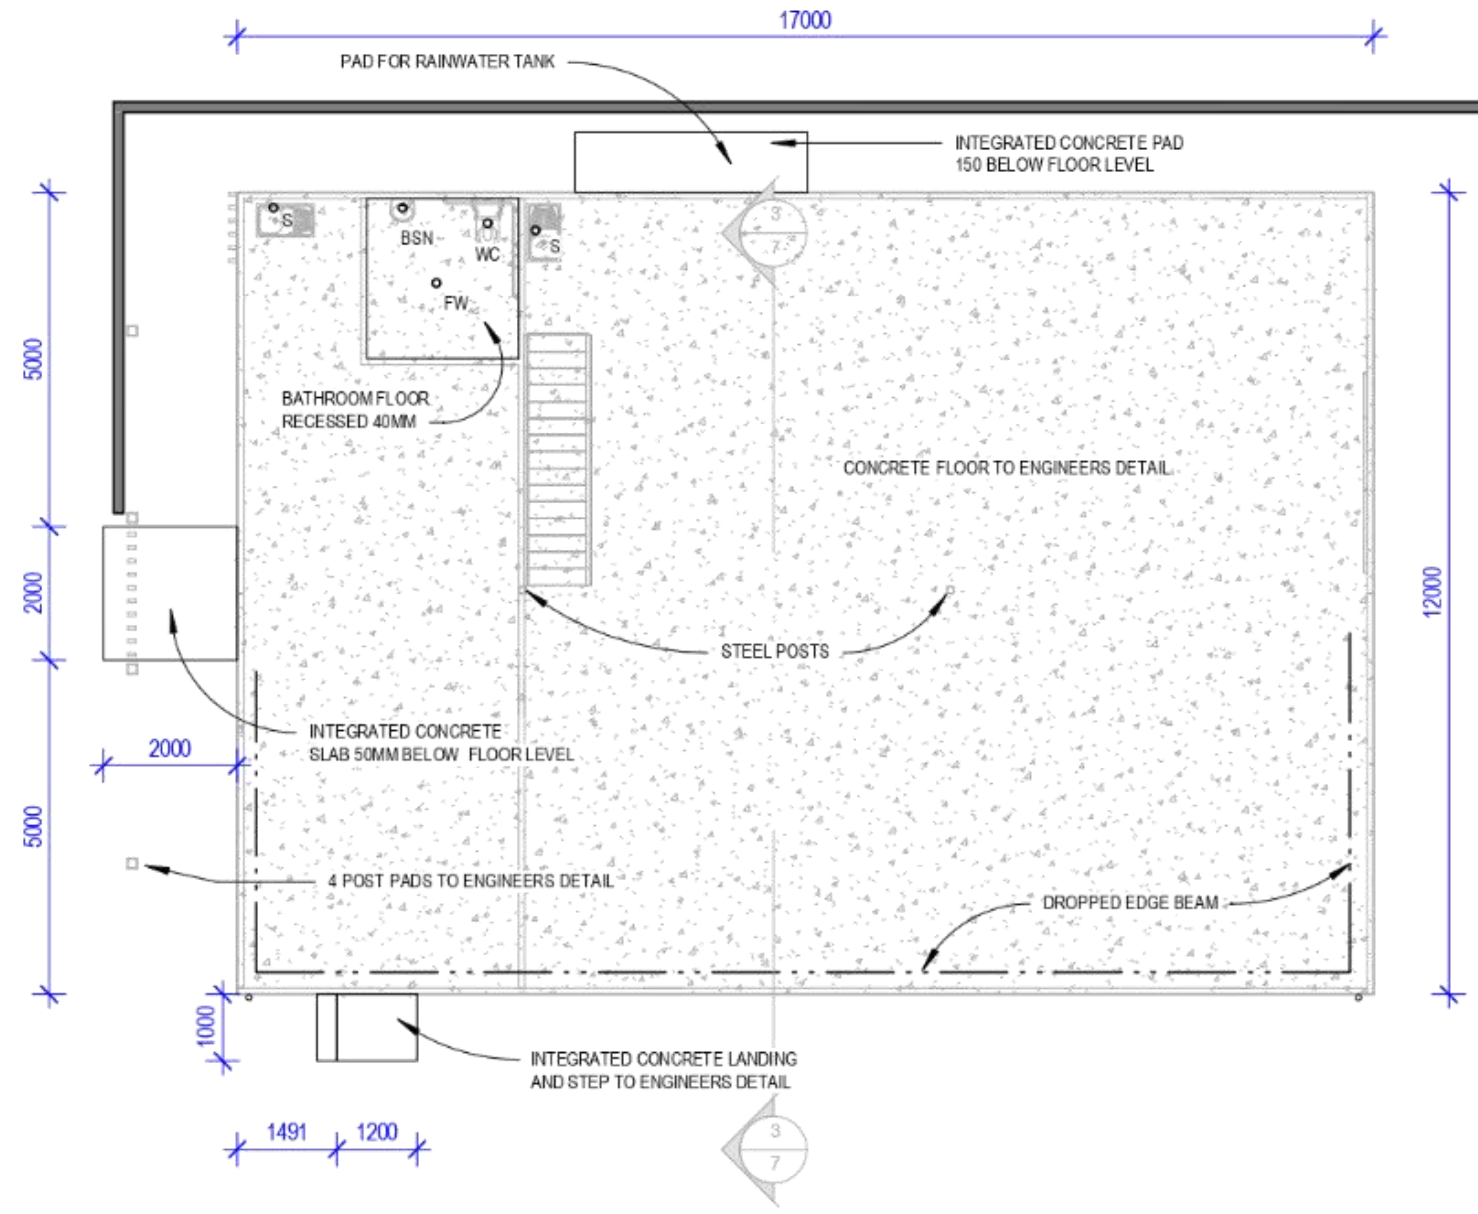 17000
PAD FOR RAINWATER TANK
INTEGRATED CONCRETE PAD
150 BELOW FLOOR LEVEL
S
BSN
WC
S
3
7
FW
5000
BATHROOM FLOOR
RECESSED 40MM
CONCRETE FLOOR TO ENGINEERS DETAIL
2000
12000
STEEL POSTS
INTEGRATED CONCRETE
SLAB 50MM BELOW FLOOR LEVEL
2000
5000
4 POST PADS TO ENGINEERS DETAIL
DROPPED EDGE BEAM
1000
INTEGRATED CONCRETE LANDING
AND STEP TO ENGINEERS DETAIL
1491
1200
3
7